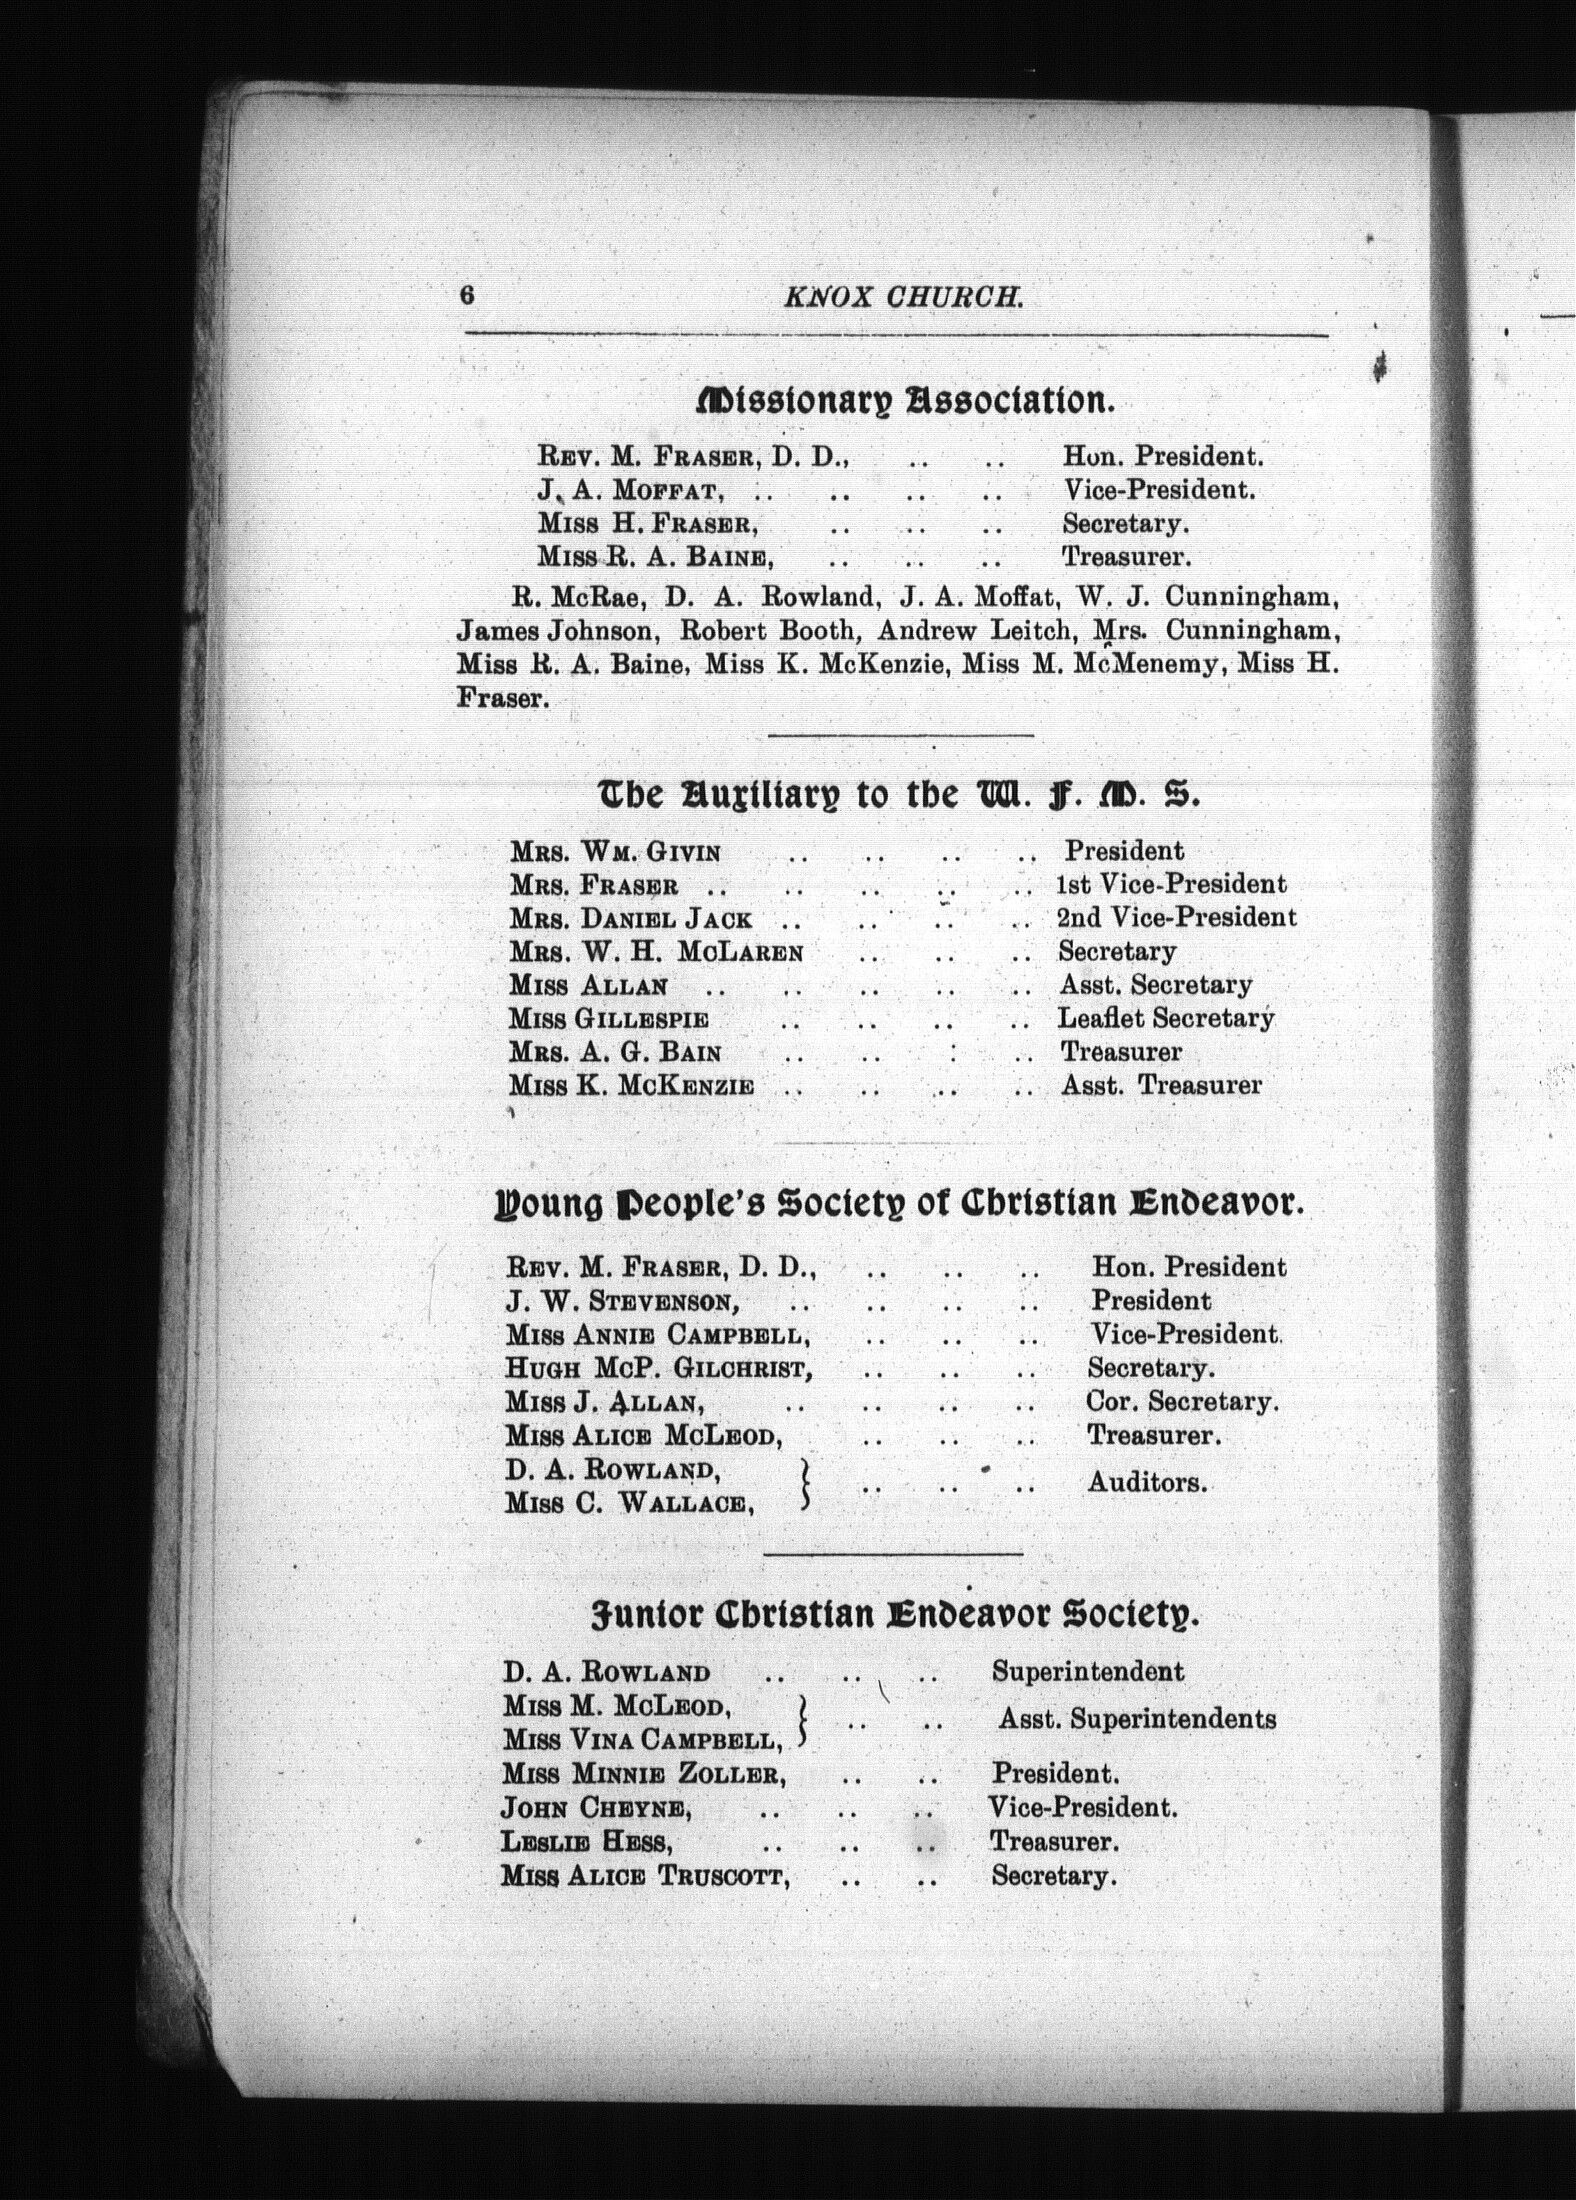 6 KNOX CHURCH.
Missionary Association.
REV. M. FRASER, D. D., .. .. Hon. President.
J. A. MOFFAT, .. .. .. .. Vice-President.
MISS H. FRASER, .. .. .. Secretary.
MISS R. A. BAINE, .. .. .. Treasurer.
R. McRae, D. A. Rowland, J. A. Moffat, W. J. Cunningham,
James Johnson, Robert Booth, Andrew Leitch, Mrs. Cunningham,
Miss R. A. Baine, Miss K. McKenzie, Miss M. McMenemy, Miss H.
Fraser.
The Auxiliary to the W. F. M. S.
MRS. WM. GIVIN .. .. .. .. President
MRS. FRASER .. .. .. .. .. 1st Vice-President
MRS. DANIEL JACK .. .. .. .. 2nd Vice-President
MRS. W. H. MCLAREN .. .. .. Secretary
MISS ALLAN .. .. .. .. .. Asst. Secretary
MISS GILLESPIE .. .. .. .. Leaflet Secretary
MRS. A. G. BAIN .. .. : .. Treasurer
MISS K. MCKENZIE .. .. .. .. Asst. Treasurer
Young People's Society of Christian Endeavor.
REV. M. FRASER, D. D., .. .. .. Hon. President
J. W. STEVENSON, .. .. .. .. President
MISS ANNIE CAMPBELL, .. .. .. Vice-President.
HUGH MCP. GILCHRIST, .. .. .. Secretary.
MISS J. ALLAN, .. .. .. .. Cor. Secretary.
MISS ALICE MCLEOD, .. .. .. Treasurer.
D. A. ROWLAND,
MISS C. WALLACE, } .. .. .. Auditors.
Junior Christian Endeavor Society.
D. A. ROWLAND .. .. .. Superintendent
MISS M. MCLEOD,
MISS VINA CAMPBELL, } .. .. Asst. Superintendents
MISS MINNIE ZOLLER, .. .. President.
JOHN CHEYNE, .. .. .. Vice-President.
LESLIE HESS, .. .. .. Treasurer.
MISS ALICE TRUSCOTT, .. .. Secretary.